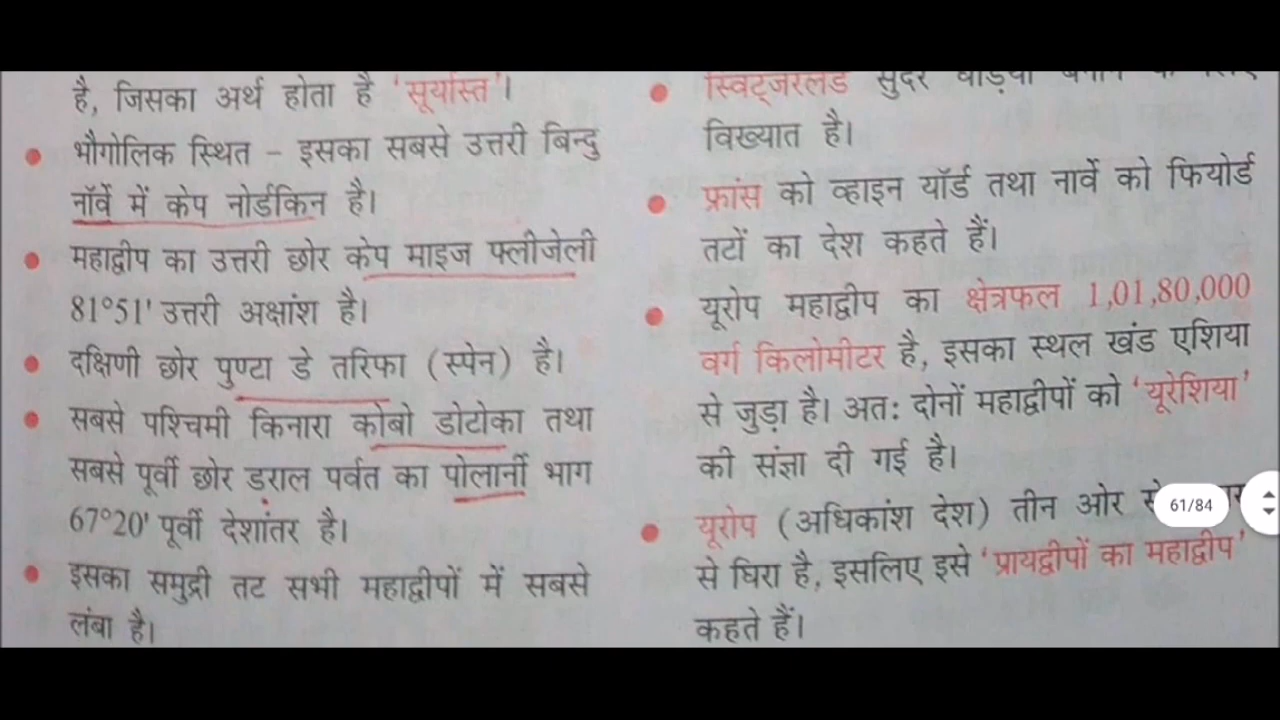 है, जिसका अर्थ होता है 'सूर्यास्त'।
भौगोलिक स्थित – इसका सबसे उत्तरी बिन्दु
नॉर्वे में केप नोर्डकिन है।
महाद्वीप का उत्तरी छोर केप माइज फ्लीजेली
81°51' उत्तरी अक्षांश है।
दक्षिणी छोर पुण्टा डे तरिफा (स्पेन) है।
सबसे पश्चिमी किनारा कोबो डोटोका तथा
सबसे पूर्वी छोर डराल पर्वत का पोलार्नी भाग
67°20' पूर्वी देशांतर है।
इसका समुद्री तट सभी महाद्वीपों में सबसे
लंबा है।
स्विट्जरलैंड सुंदर
विख्यात है।
फ्रांस को व्हाइन यॉर्ड तथा नार्वे को फियोर्ड
तटों का देश कहते हैं।
यूरोप महाद्वीप का क्षेत्रफल 1,01,80,000
वर्ग किलोमीटर है, इसका स्थल खंड एशिया
से जुड़ा है। अतः दोनों महाद्वीपों को 'यूरेशिया'
की संज्ञा दी गई है।
यूरोप (अधिकांश देश) तीन ओर से
61/84
से घिरा है, इसलिए इसे 'प्रायद्वीपों का महाद्वीप'
कहते हैं।